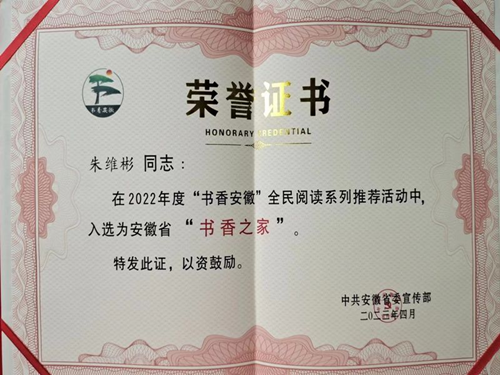 书香安徽
荣誉证书
HONORARY CREDENTIAL
朱维彬 同志：
在2022年度“书香安徽”全民阅读系列推荐活动中，
入选为安徽省“书香之家”。
特发此证，以资鼓励。
中共安徽省委宣传部
二〇二三年四月